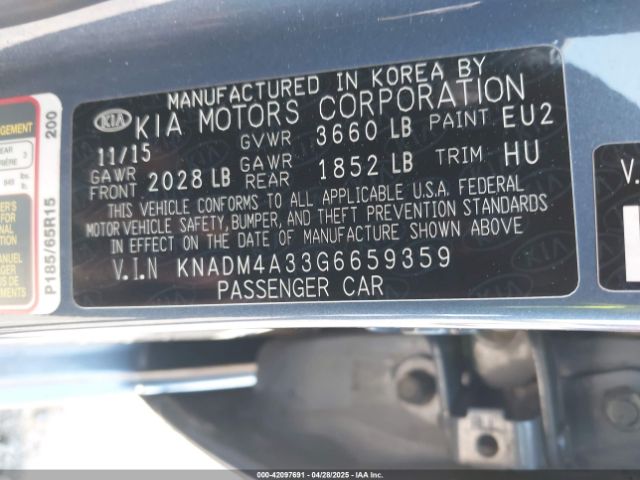 MANUFACTURED IN KOREA BY
KIA KIA MOTORS CORPORATION
11/15 GVWR 3660 LB PAINT EU2
GAWR FRONT 2028 LB GAWR REAR 1852 LB TRIM HU
THIS VEHICLE CONFORMS TO ALL APPLICABLE U.S.A. FEDERAL
MOTOR VEHICLE SAFETY, BUMPER, AND THEFT PREVENTION STANDARDS
IN EFFECT ON THE DATE OF MANUFACTURE SHOWN ABOVE
V.I.N KNADM4A33G6659359
PASSENGER CAR
200
P185/65R15
3
lbs.
V.
000-42097691 - 04/28/2025 - IAA Inc.